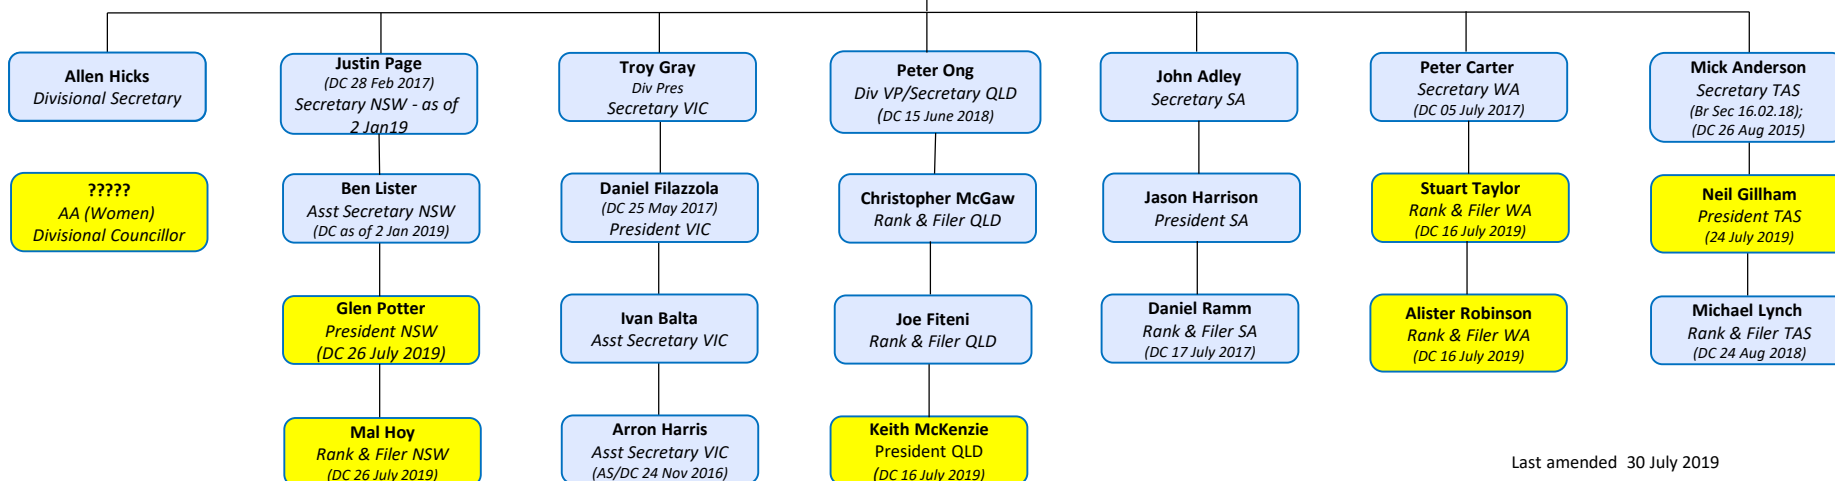 Allen Hicks
Divisional Secretary
Justin Page
(DC 28 Feb 2017)
Secretary NSW - as of
2 Jan19
Troy Gray
Div Pres
Secretary VIC
Peter Ong
Div VP/Secretary QLD
(DC 15 June 2018)
John Adley
Secretary SA
Peter Carter
Secretary WA
(DC 05 July 2017)
Mick Anderson
Secretary TAS
(Br Sec 16.02.18);
(DC 26 Aug 2015)
?????
AA (Women)
Divisional Councillor
Ben Lister
Asst Secretary NSW
(DC as of 2 Jan 2019)
Daniel Filazzola
(DC 25 May 2017)
President VIC
Christopher McGaw
Rank & Filer QLD
Jason Harrison
President SA
Stuart Taylor
Rank & Filer WA
(DC 16 July 2019)
Neil Gillham
President TAS
(24 July 2019)
Glen Potter
President NSW
(DC 26 July 2019)
Ivan Balta
Asst Secretary VIC
Joe Fiteni
Rank & Filer QLD
Daniel Ramm
Rank & Filer SA
(DC 17 July 2017)
Alister Robinson
Rank & Filer WA
(DC 16 July 2019)
Michael Lynch
Rank & Filer TAS
(DC 24 Aug 2018)
Mal Hoy
Rank & Filer NSW
(DC 26 July 2019)
Arron Harris
Asst Secretary VIC
(AS/DC 24 Nov 2016)
Keith McKenzie
President QLD
(DC 16 July 2019)
Last amended 30 July 2019